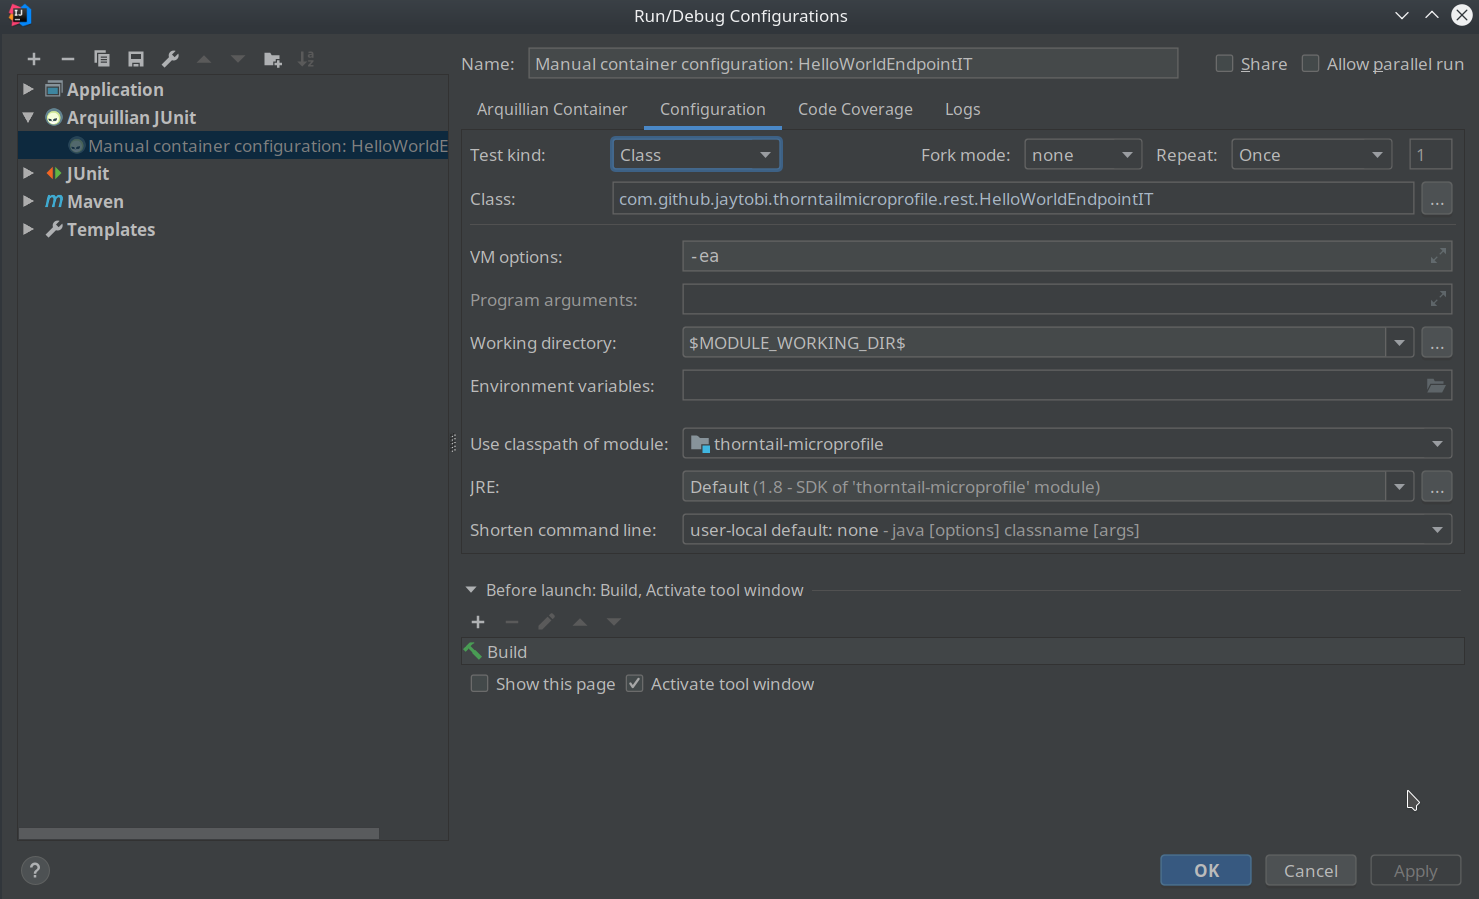 Run/Debug Configurations
Application
Arquillian JUnit
Manual container configuration: HelloWorldE
JUnit
Maven
Templates
Name: Manual container configuration: HelloWorldEndpointIT Share Allow parallel run
Arquillian Container Configuration Code Coverage Logs
Test kind: Class Fork mode: none Repeat: Once 1
Class: com.github.jaytobi.thorntailmicroprofile.rest.HelloWorldEndpointIT ...
VM options: -ea
Program arguments:
Working directory: $MODULE_WORKING_DIR$ ...
Environment variables:
Use classpath of module: thorntail-microprofile
JRE: Default (1.8 - SDK of 'thorntail-microprofile' module) ...
Shorten command line: user-local default: none - java [options] classname [args]
Before launch: Build, Activate tool window
Build
Show this page Activate tool window
? OK Cancel Apply